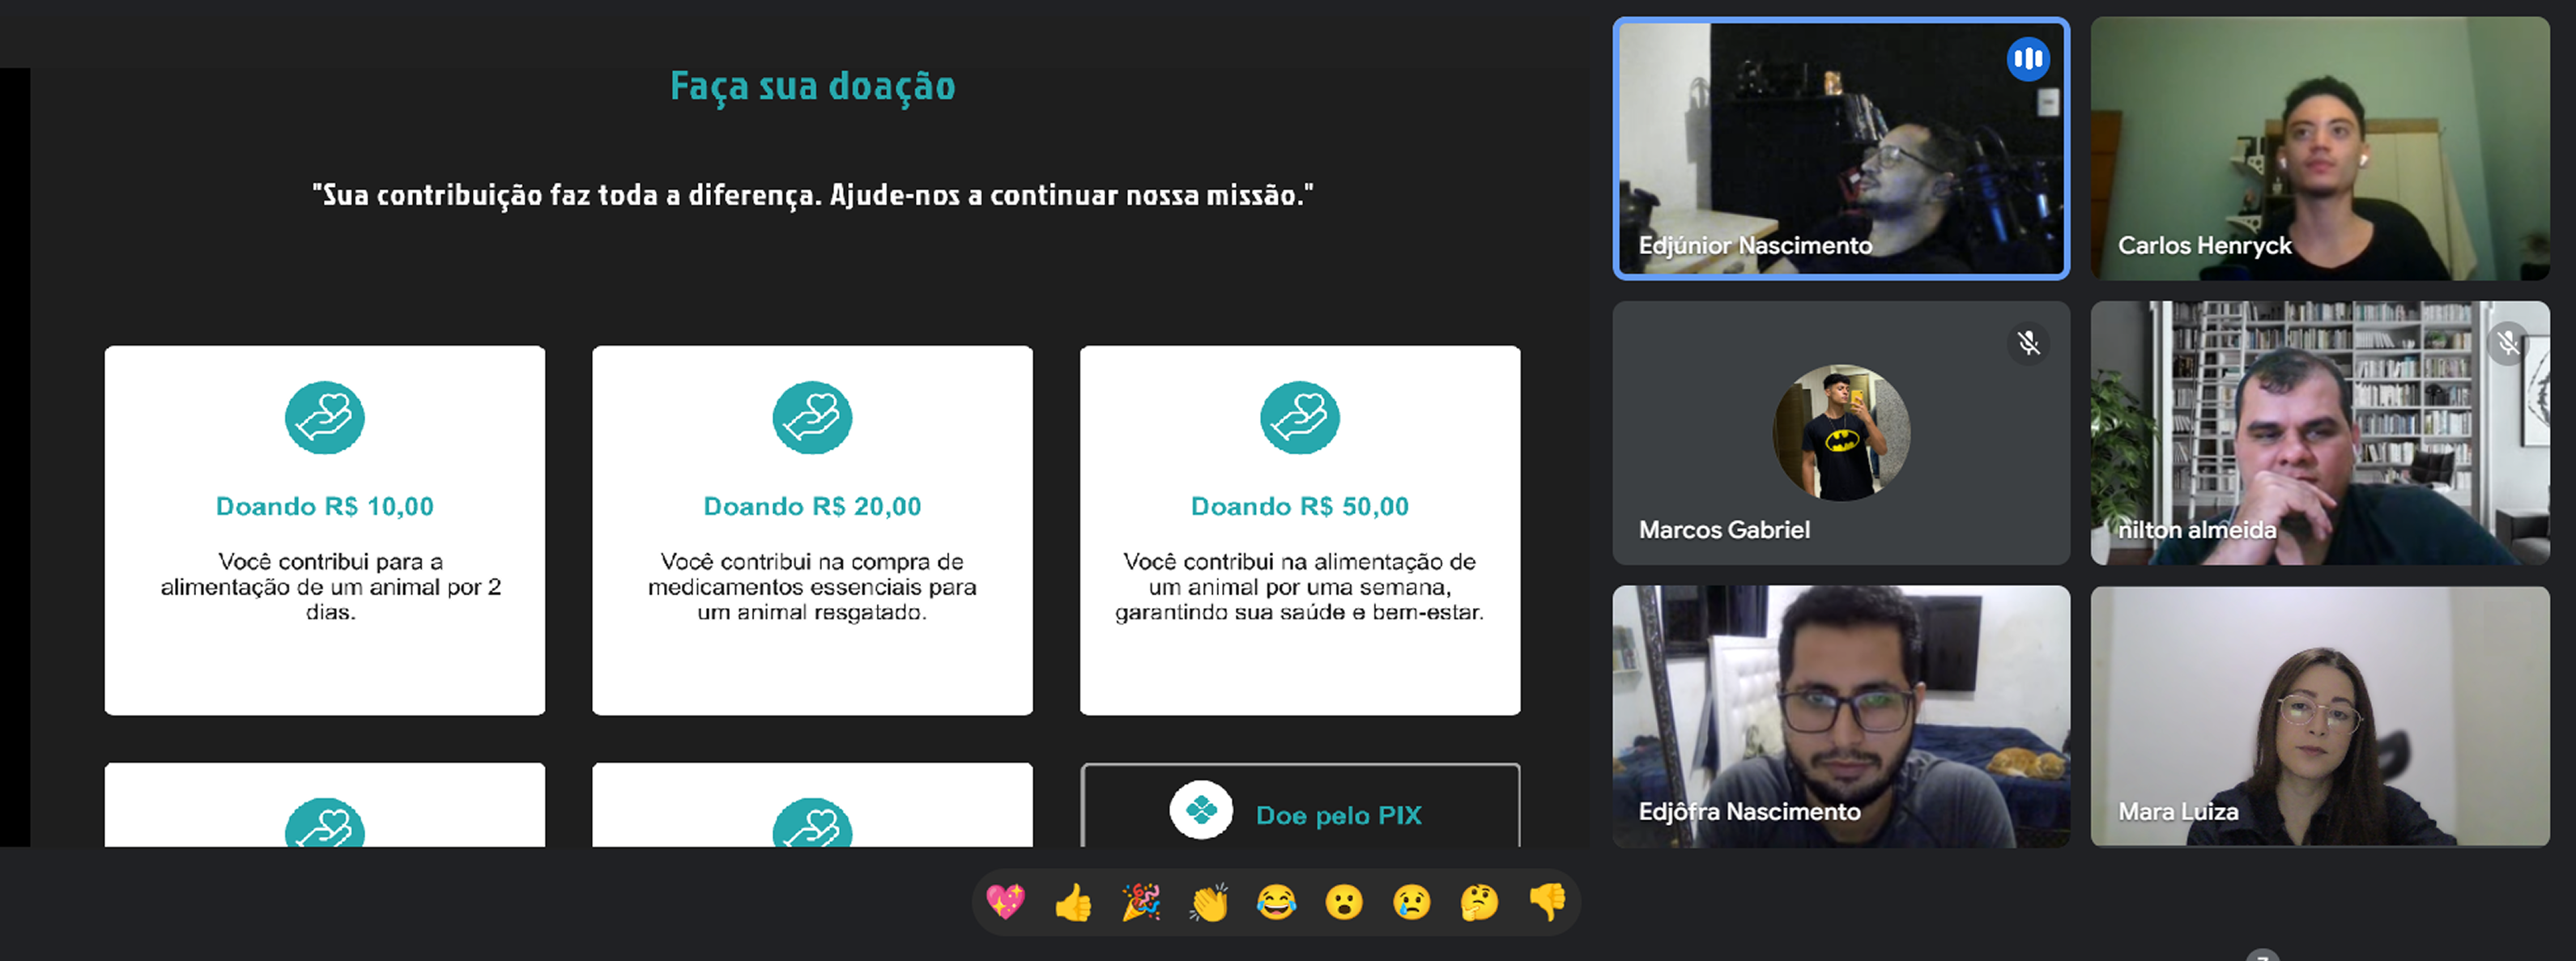 Faça sua doação
"Sua contribuição faz toda a diferença. Ajude-nos a continuar nossa missão."
Doando R$ 10,00
Você contribui para a
alimentação de um animal por 2
dias.
Doando R$ 20,00
Você contribui na compra de
medicamentos essenciais para
um animal resgatado.
Doando R$ 50,00
Você contribui na alimentação de
um animal por uma semana,
garantindo sua saúde e bem-estar.
Doe pelo PIX
Edjúnior Nascimento
Carlos Henryck
Marcos Gabriel
nilton almeida
Edjôfra Nascimento
Mara Luiza